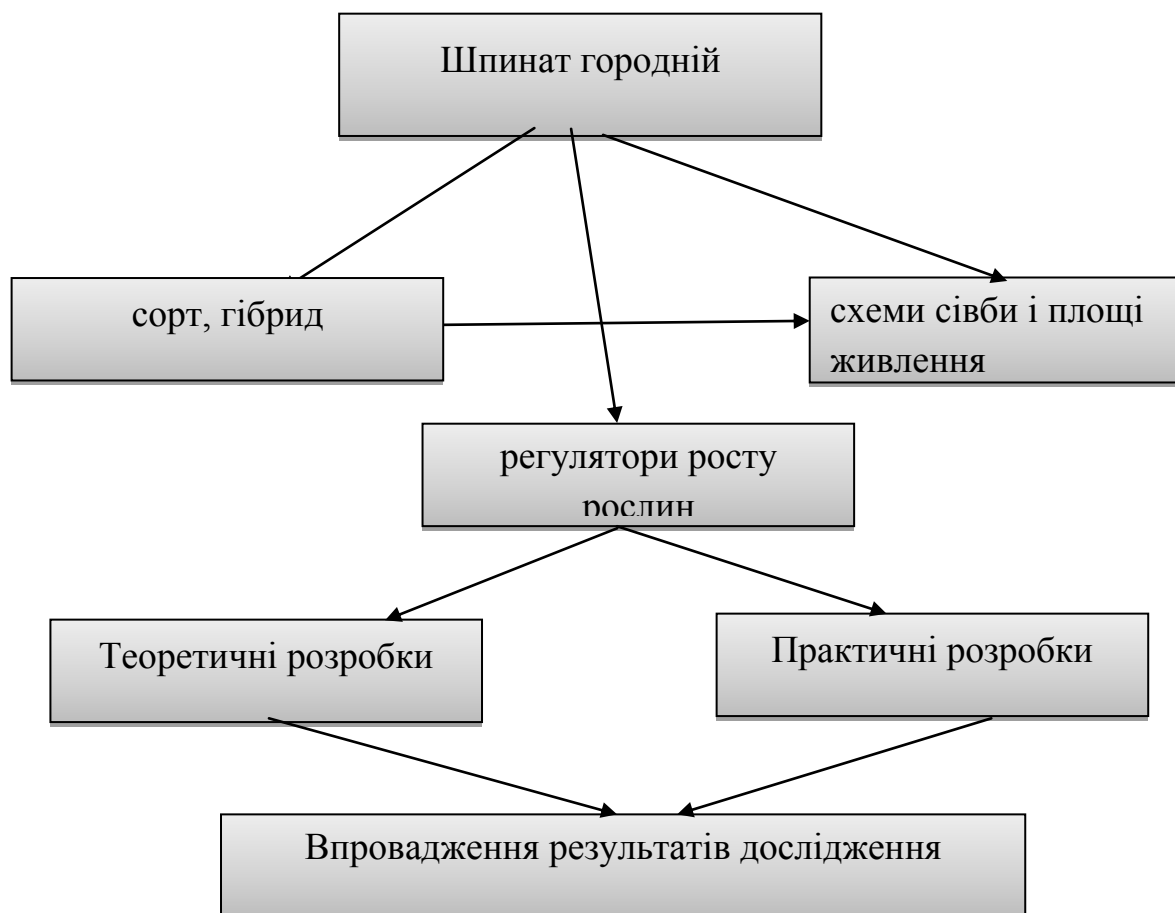 Шпинат городній
сорт, гібрид
схеми сівби і площі
живлення
регулятори росту
рослин
Теоретичні розробки
Практичні розробки
Впровадження результатів дослідження